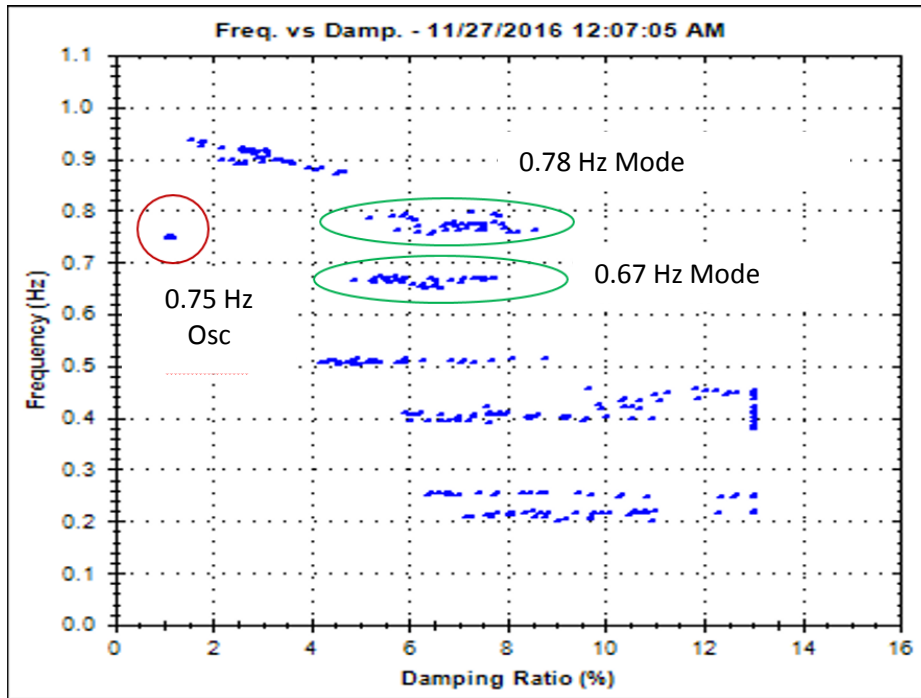 Freq. vs Damp. - 11/27/2016 12:07:05 AM
1.1
1.0
0.9
0.8
0.7
0.6
0.5
0.4
0.3
0.2
0.1
0.0
Frequency (Hz)
0.78 Hz Mode
0.67 Hz Mode
0.75 Hz
Osc
0 2 4 6 8 10 12 14 16
Damping Ratio (%)